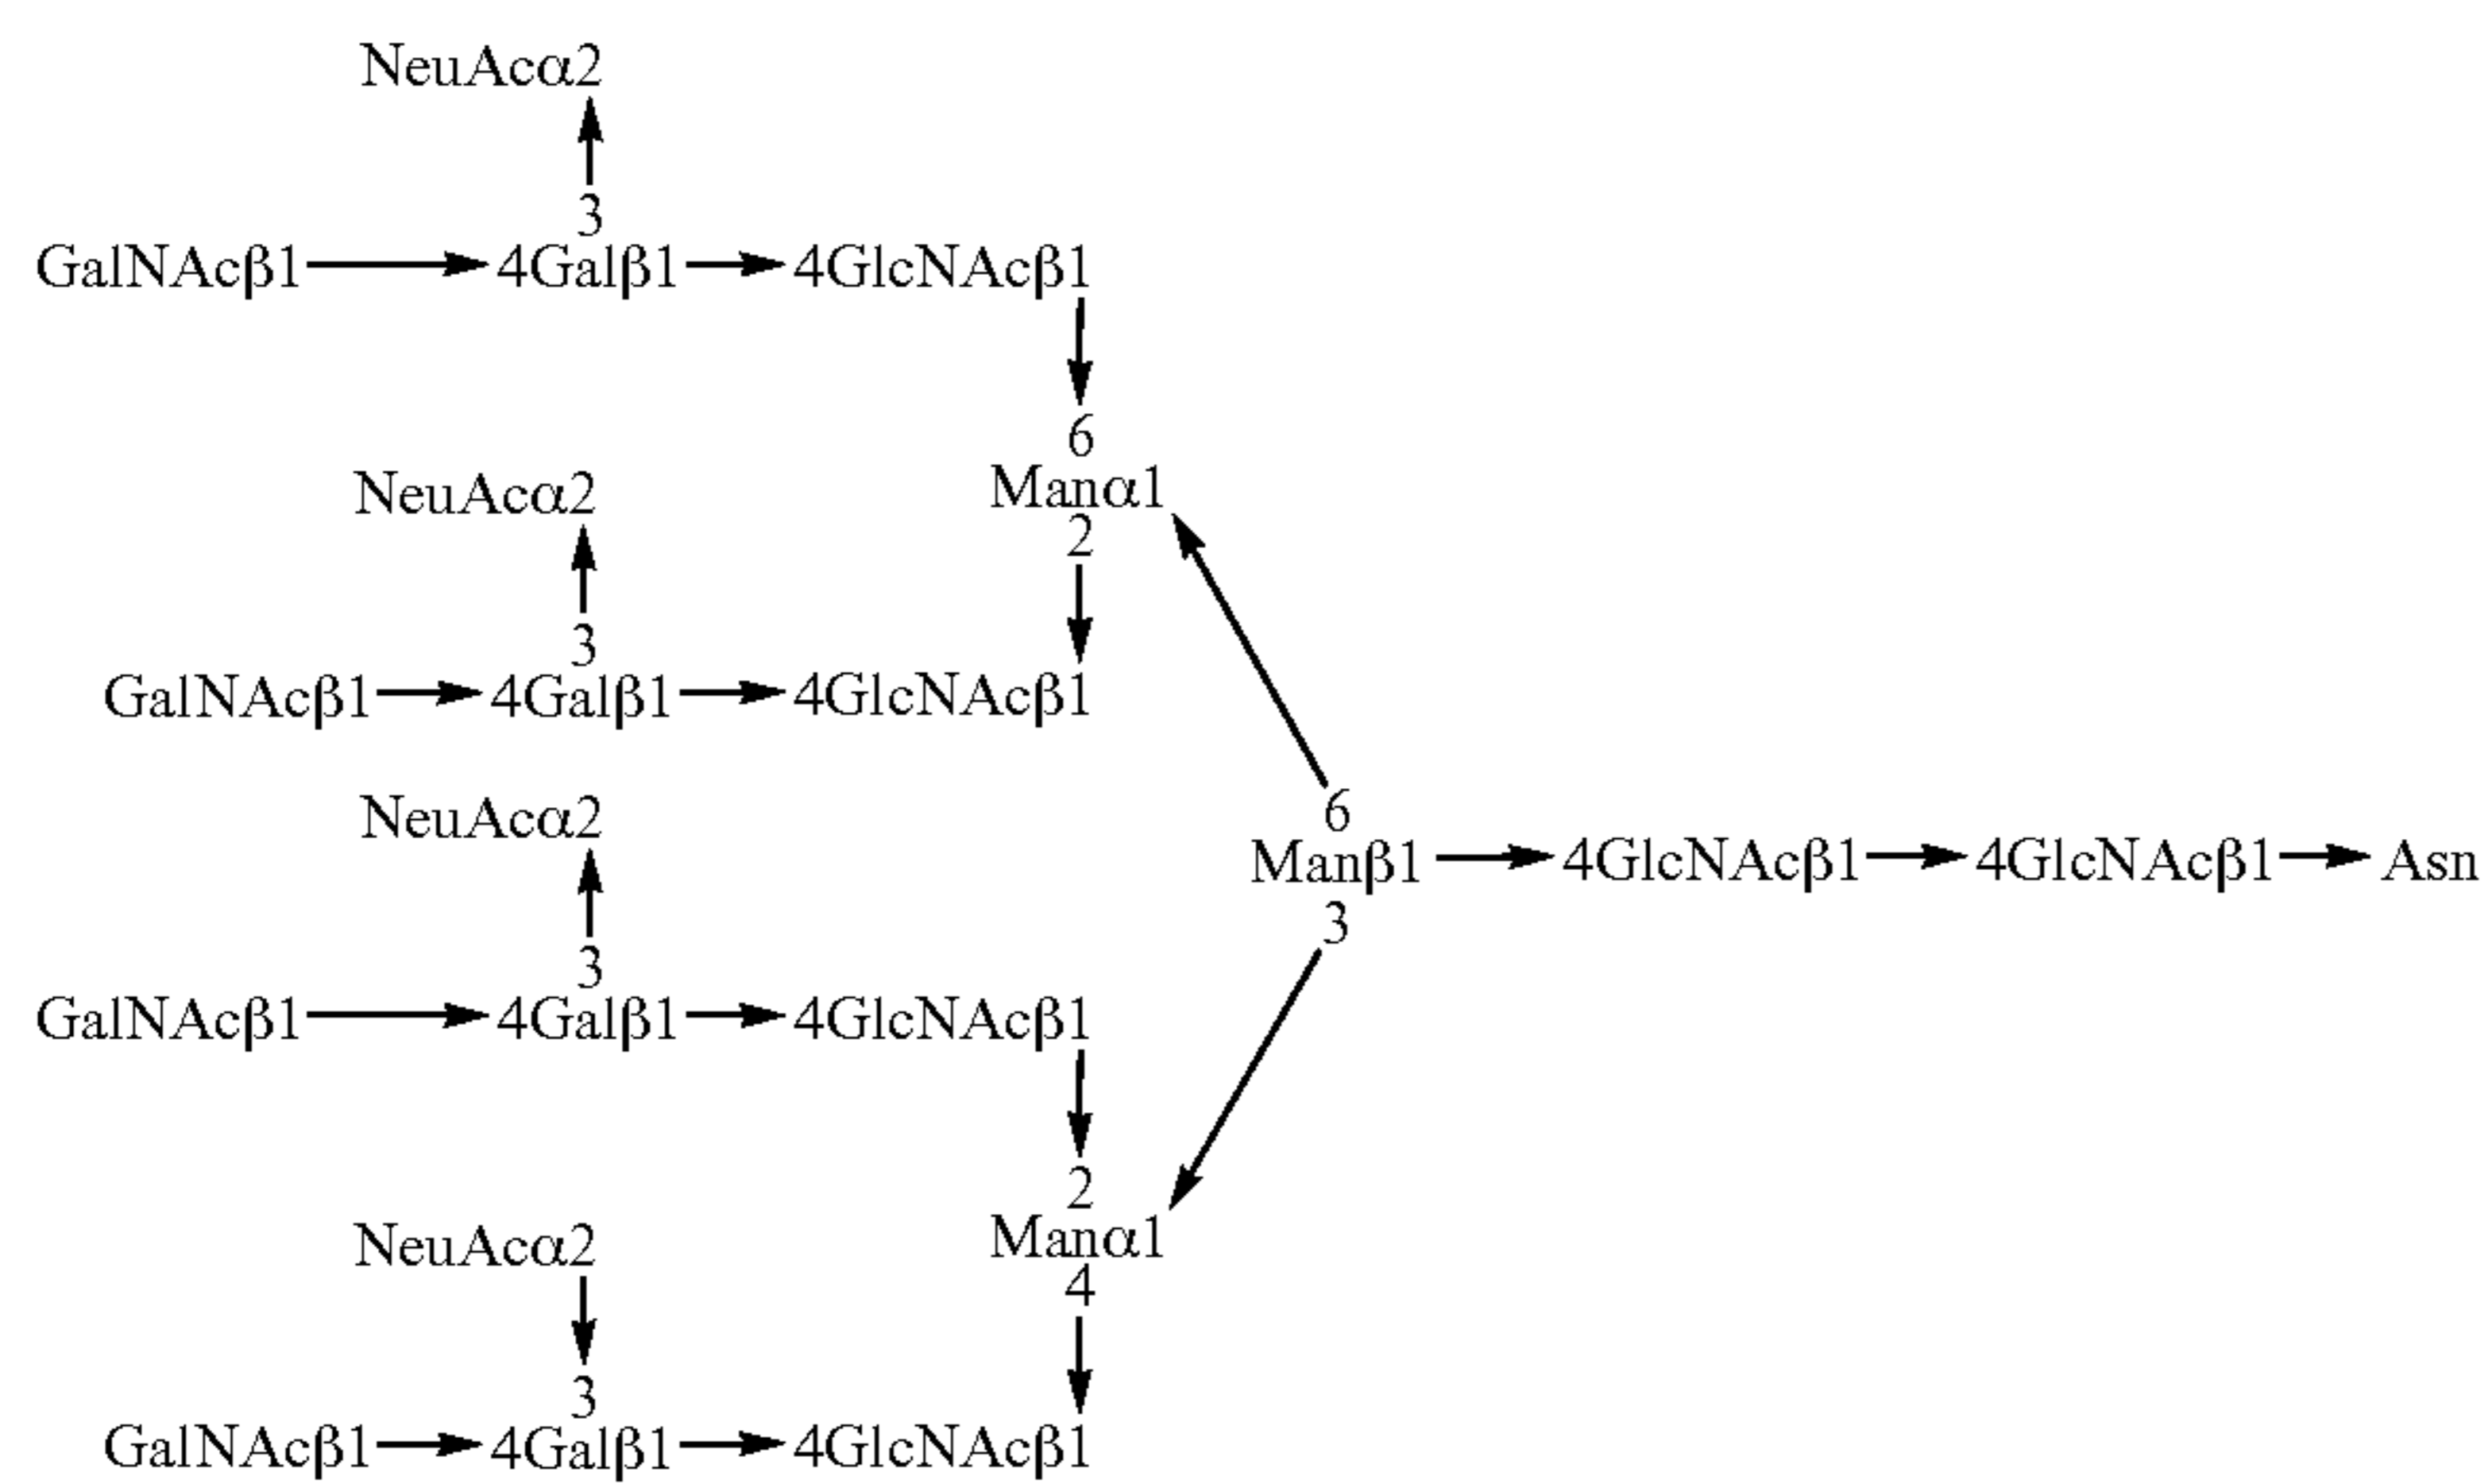 NeuAcα2
3
GalNAcβ1 4Galβ1 4GlcNAcβ1
6
NeuAcα2 Manα1
2
3
GalNAcβ1 4Galβ1 4GlcNAcβ1
NeuAcα2 6
Manβ1 4GlcNAcβ1 4GlcNAcβ1 Asn
3
3
GalNAcβ1 4Galβ1 4GlcNAcβ1
2
NeuAcα2 Manα1
4
3
GalNAcβ1 4Galβ1 4GlcNAcβ1